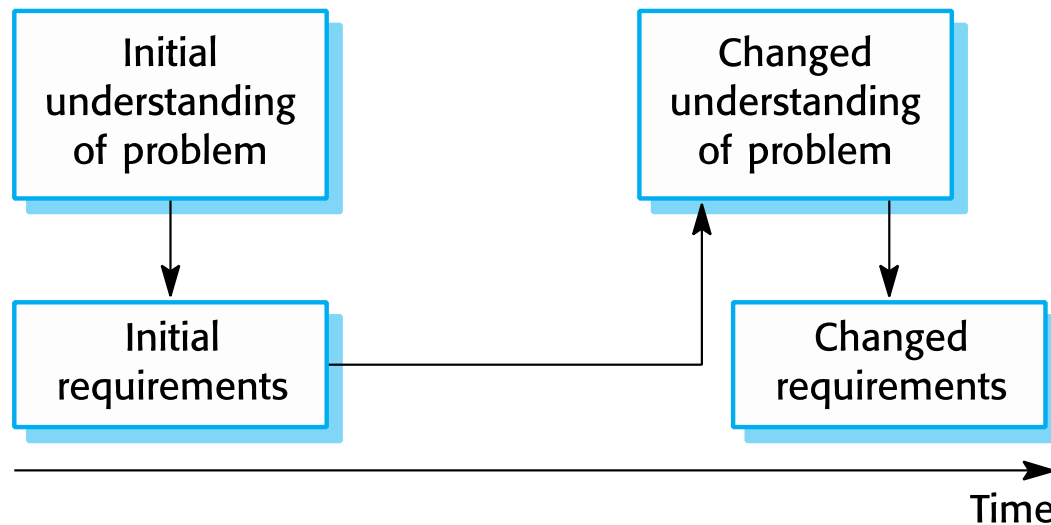 Initial
understanding
of problem
Changed
understanding
of problem
Initial
requirements
Changed
requirements
Time